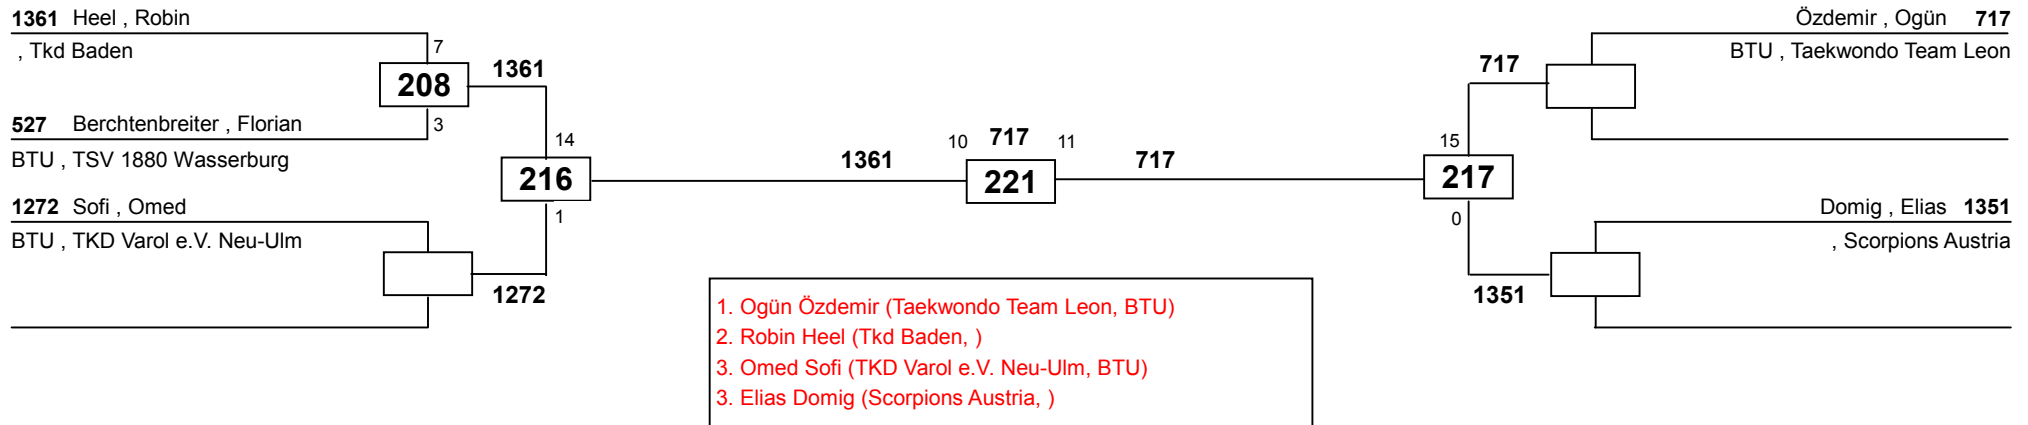 1361 Heel , Robin
, Tkd Baden
7
208
1361
3
527 Berchtenbreiter , Florian
BTU , TSV 1880 Wasserburg
14
216
1
1272 Sofi , Omed
BTU , TKD Varol e.V. Neu-Ulm
1272
1361
10 717 11
221
717
Özdemir , Ogün 717
BTU , Taekwondo Team Leon
717
15
217
0
Domig , Elias 1351
, Scorpions Austria
1351
1. Ogün Özdemir (Taekwondo Team Leon, BTU)
2. Robin Heel (Tkd Baden, )
3. Omed Sofi (TKD Varol e.V. Neu-Ulm, BTU)
3. Elias Domig (Scorpions Austria, )